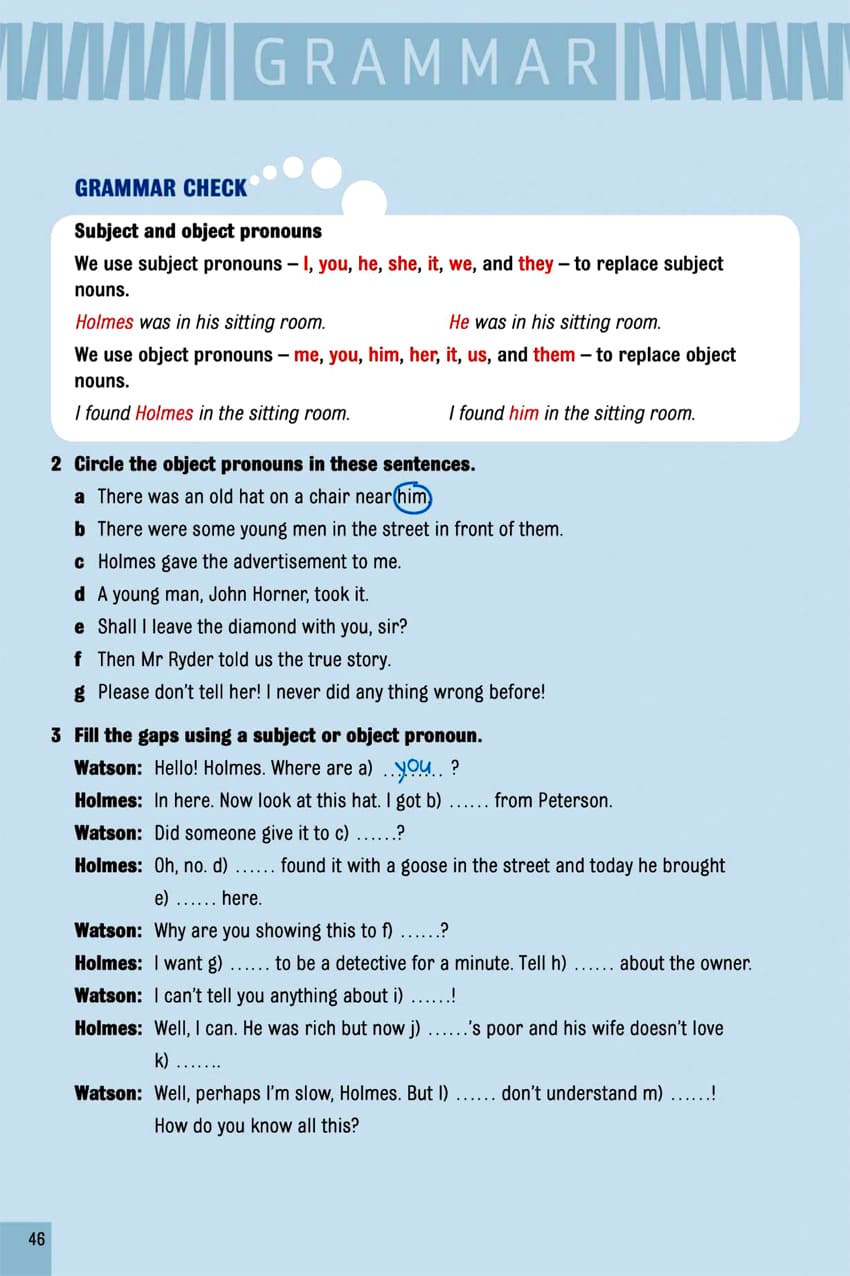 GRAMMAR
GRAMMAR CHECK
Subject and object pronouns
We use subject pronouns – I, you, he, she, it, we, and they – to replace subject
nouns.
Holmes was in his sitting room. He was in his sitting room.
We use object pronouns – me, you, him, her, it, us, and them – to replace object
nouns.
I found Holmes in the sitting room. I found him in the sitting room.
2 Circle the object pronouns in these sentences.
a There was an old hat on a chair near him.
b There were some young men in the street in front of them.
c Holmes gave the advertisement to me.
d A young man, John Horner, took it.
e Shall I leave the diamond with you, sir?
f Then Mr Ryder told us the true story.
g Please don't tell her! I never did any thing wrong before!
3 Fill the gaps using a subject or object pronoun.
Watson: Hello! Holmes. Where are a) ..you.. ?
Holmes: In here. Now look at this hat. I got b) ...... from Peterson.
Watson: Did someone give it to c) ......?
Holmes: Oh, no. d) ...... found it with a goose in the street and today he brought
e) ...... here.
Watson: Why are you showing this to f) ......?
Holmes: I want g) ...... to be a detective for a minute. Tell h) ...... about the owner.
Watson: I can't tell you anything about i) ......!
Holmes: Well, I can. He was rich but now j) ......'s poor and his wife doesn't love
k) .......
Watson: Well, perhaps I'm slow, Holmes. But l) ...... don't understand m) ......!
How do you know all this?
46